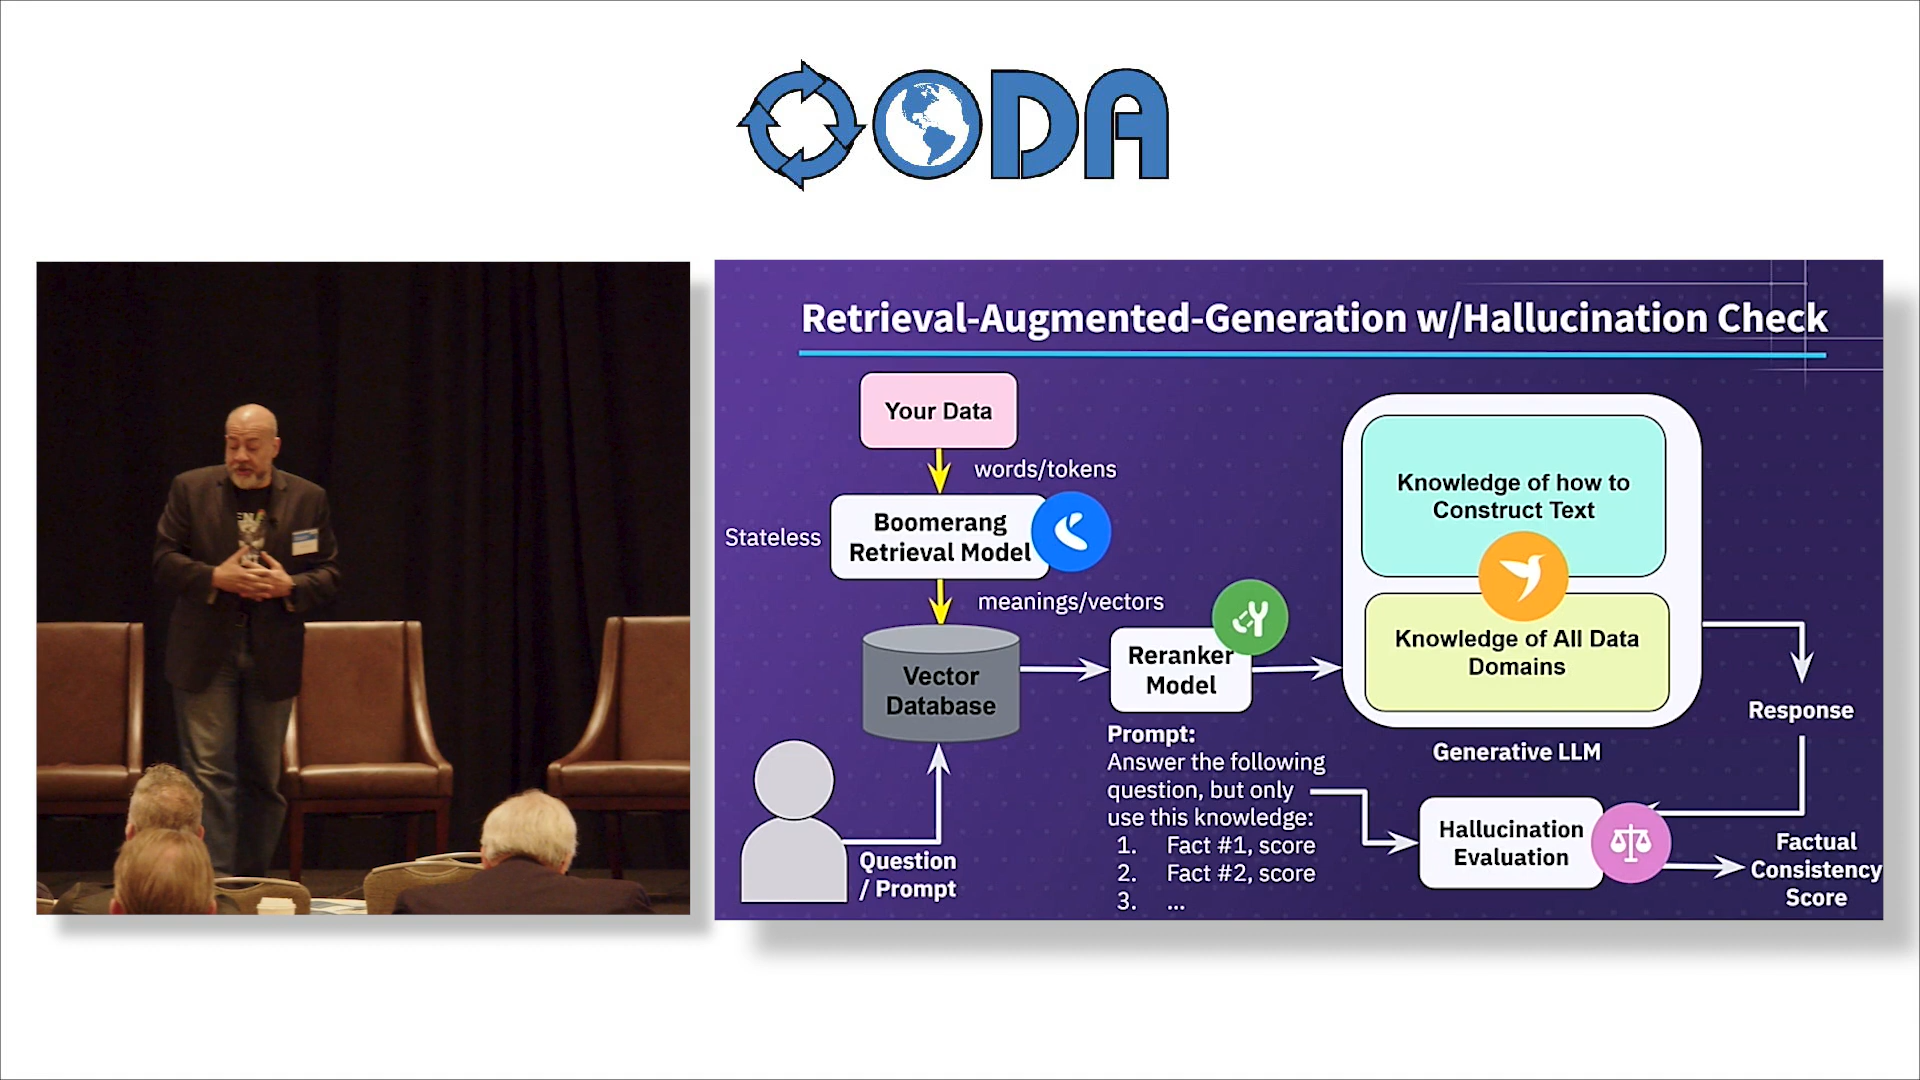 OODA
Retrieval-Augmented-Generation w/Hallucination Check
Your Data
words/tokens
Stateless
Boomerang
Retrieval Model
meanings/vectors
Vector
Database
Reranker
Model
Knowledge of how to
Construct Text
Knowledge of All Data
Domains
Generative LLM
Response
Question
/ Prompt
Prompt:
Answer the following
question, but only
use this knowledge:
1. Fact #1, score
2. Fact #2, score
3. ...
Hallucination
Evaluation
Factual
Consistency
Score